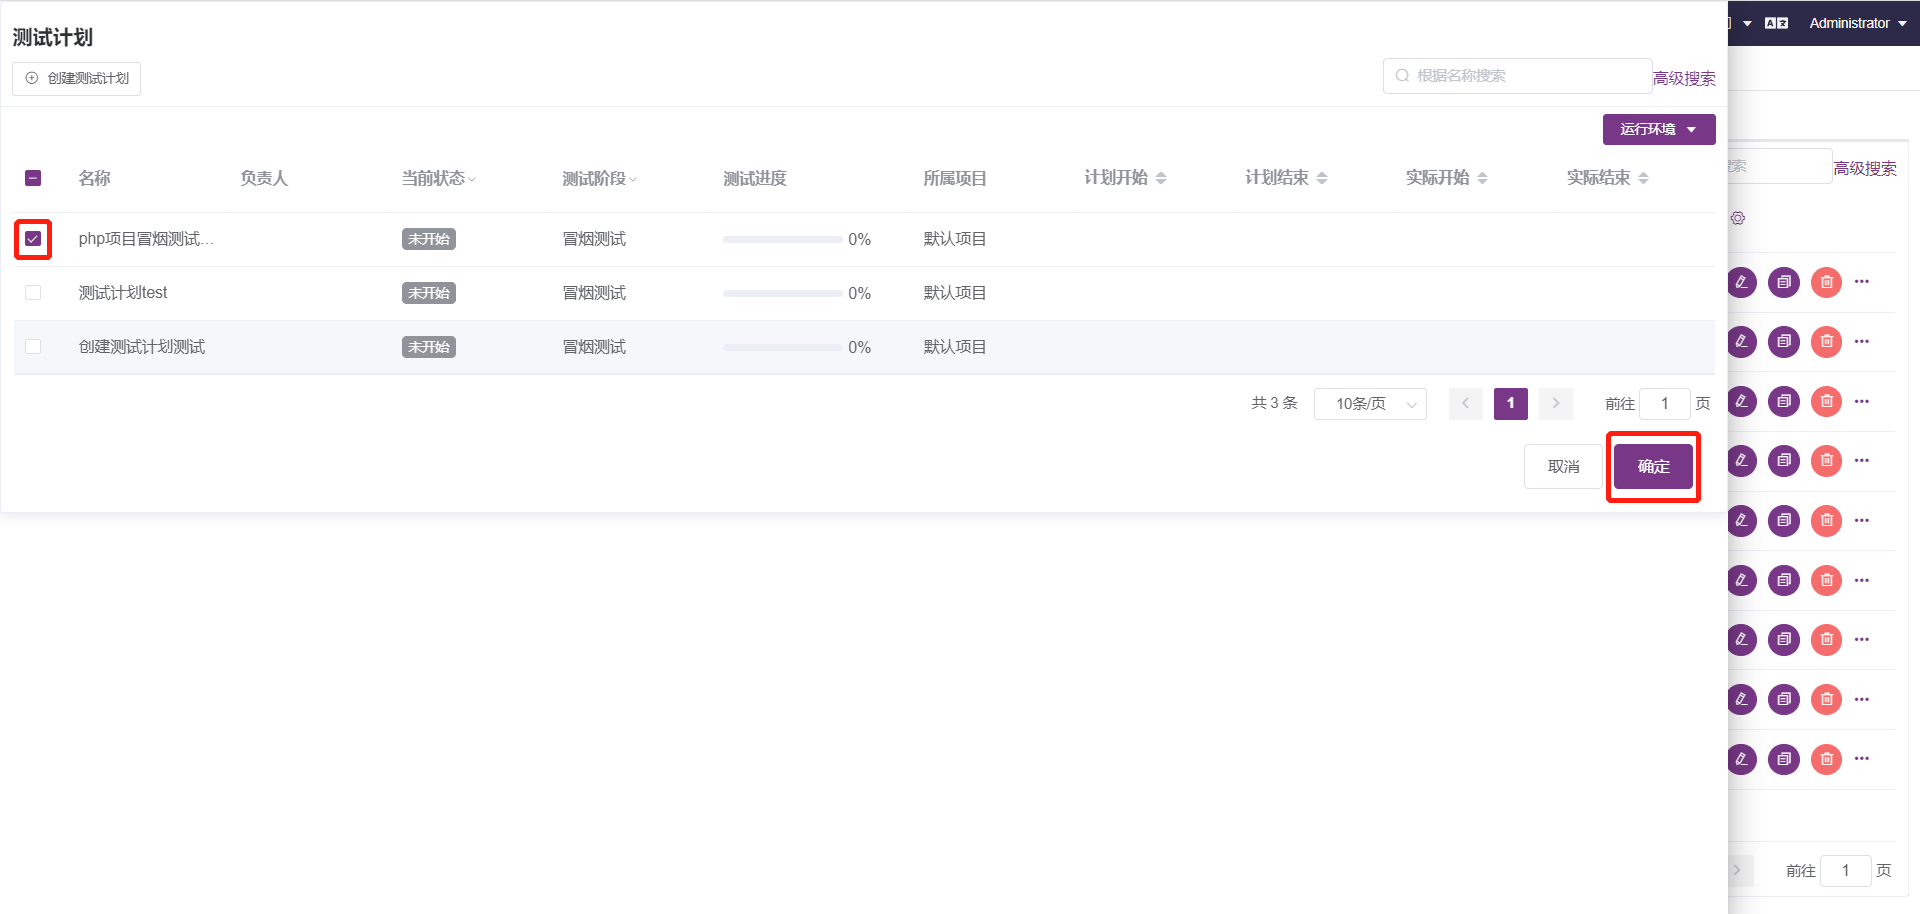 测试计划
创建测试计划
根据名称搜索 高级搜索
Administrator
运行环境
高级搜索
名称 负责人 当前状态 测试阶段 测试进度 所属项目 计划开始 计划结束 实际开始 实际结束
php项目冒烟测试... 未开始 冒烟测试 0% 默认项目
测试计划test 未开始 冒烟测试 0% 默认项目
创建测试计划测试 未开始 冒烟测试 0% 默认项目
共 3 条 10条/页 1 前往 1 页
取消 确定
前往 1 页